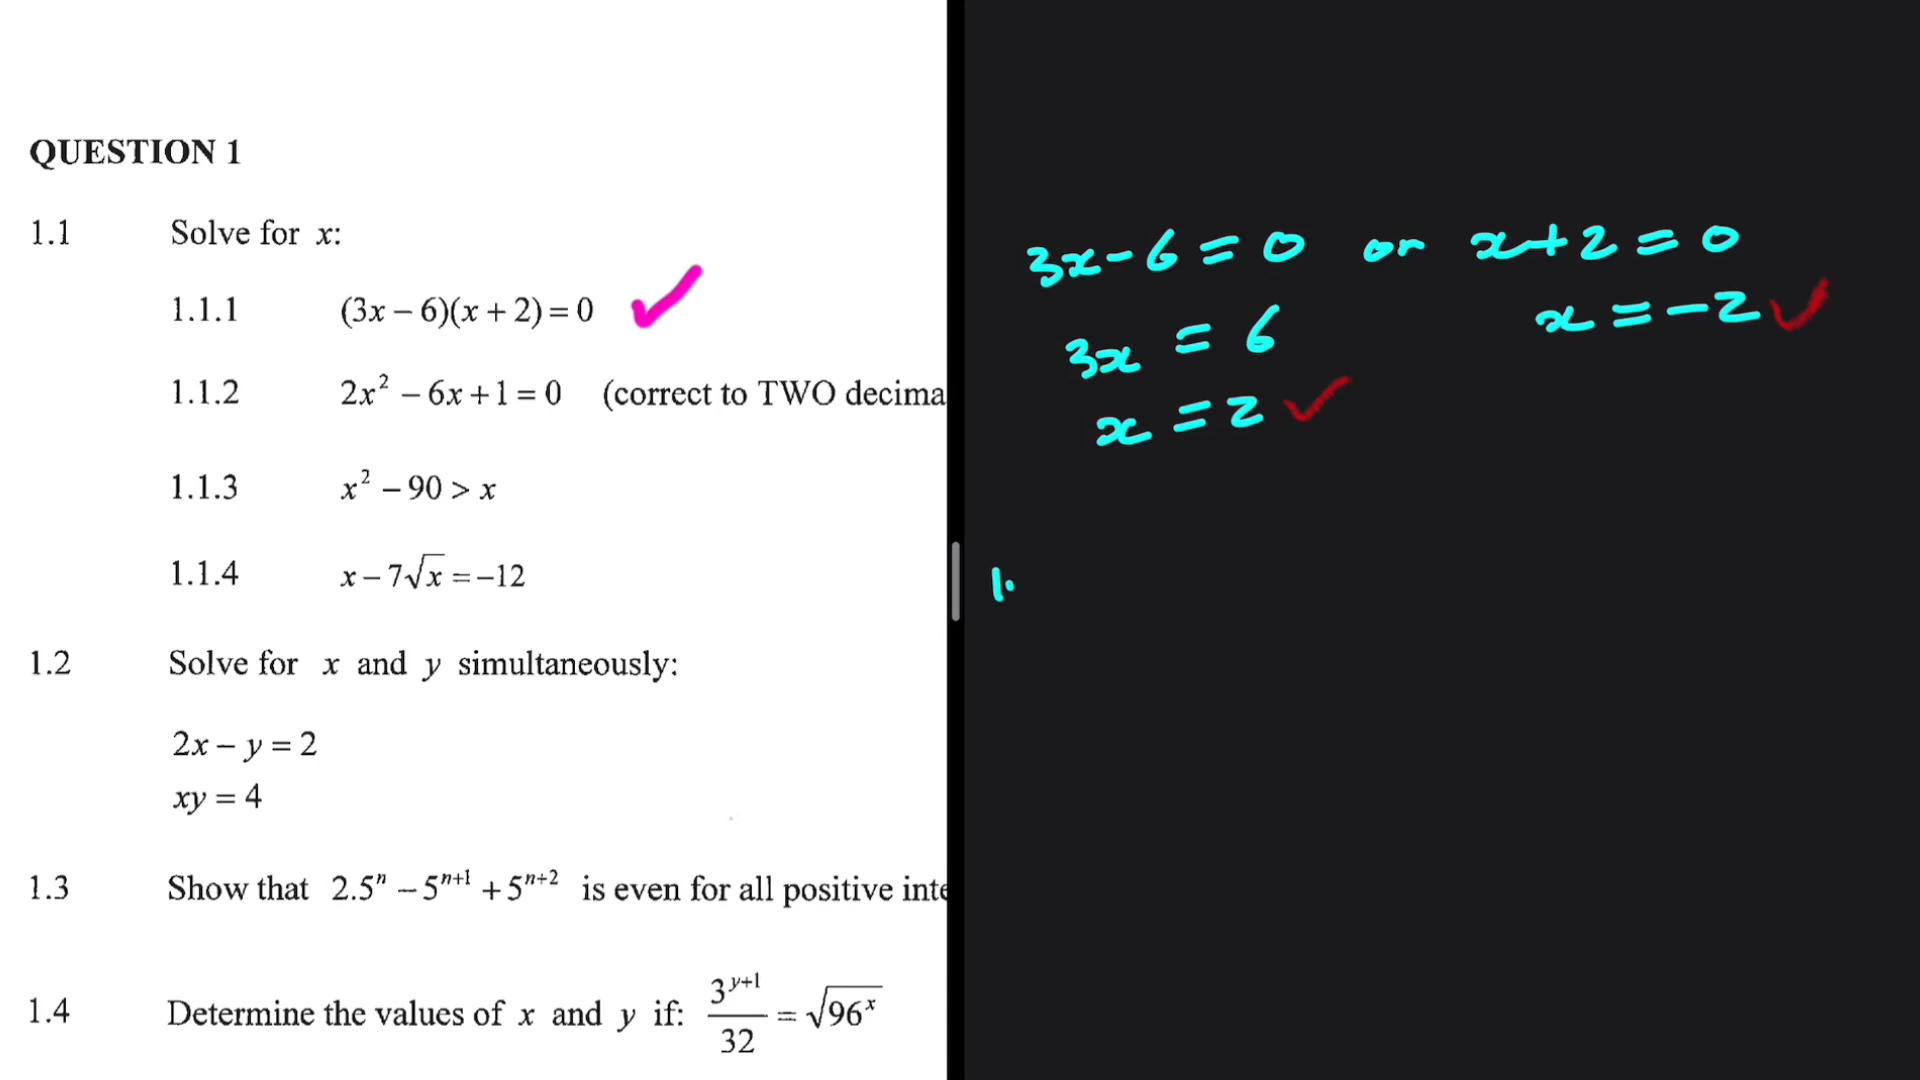 QUESTION 1
1.1 Solve for x:
1.1.1 (3x – 6)(x + 2) = 0
1.1.2 2x² – 6x + 1 = 0 (correct to TWO decima
1.1.3 x² – 90 > x
1.1.4 x – 7√x = –12
1.2 Solve for x and y simultaneously:
2x – y = 2
xy = 4
1.3 Show that 2.5ⁿ – 5ⁿ⁺¹ + 5ⁿ⁺² is even for all positive inte
1.4 Determine the values of x and y if: 3^(y+1)/32 = √96ˣ
3x – 6 = 0 or x + 2 = 0
3x = 6 x = –2
x = 2
1.